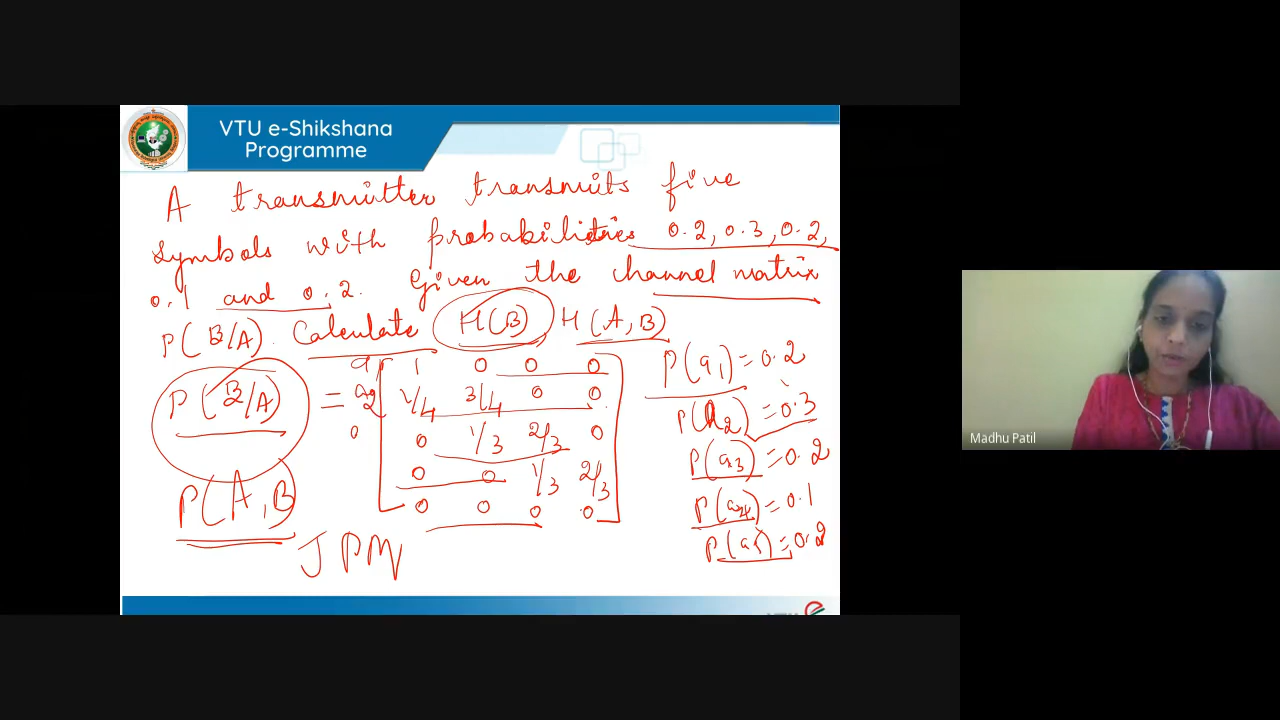 VTU e-Shikshana
Programme
A transmitter transmits five
symbols with probabilities 0.2, 0.3, 0.2,
0.1 and 0.2. Given the channel matrix
P(B/A). Calculate H(B) H(A,B)
P(B/A) =
a1 1 0 0 0
a2 1/4 3/4 0 0
0 1/3 2/3 0
0 0 1/3 2/3
0 0 0 0
P(a1) = 0.2
P(a2) = 0.3
P(a3) = 0.2
P(a4) = 0.1
P(a5) = 0.2
P(A,B)
JPM
Madhu Patil